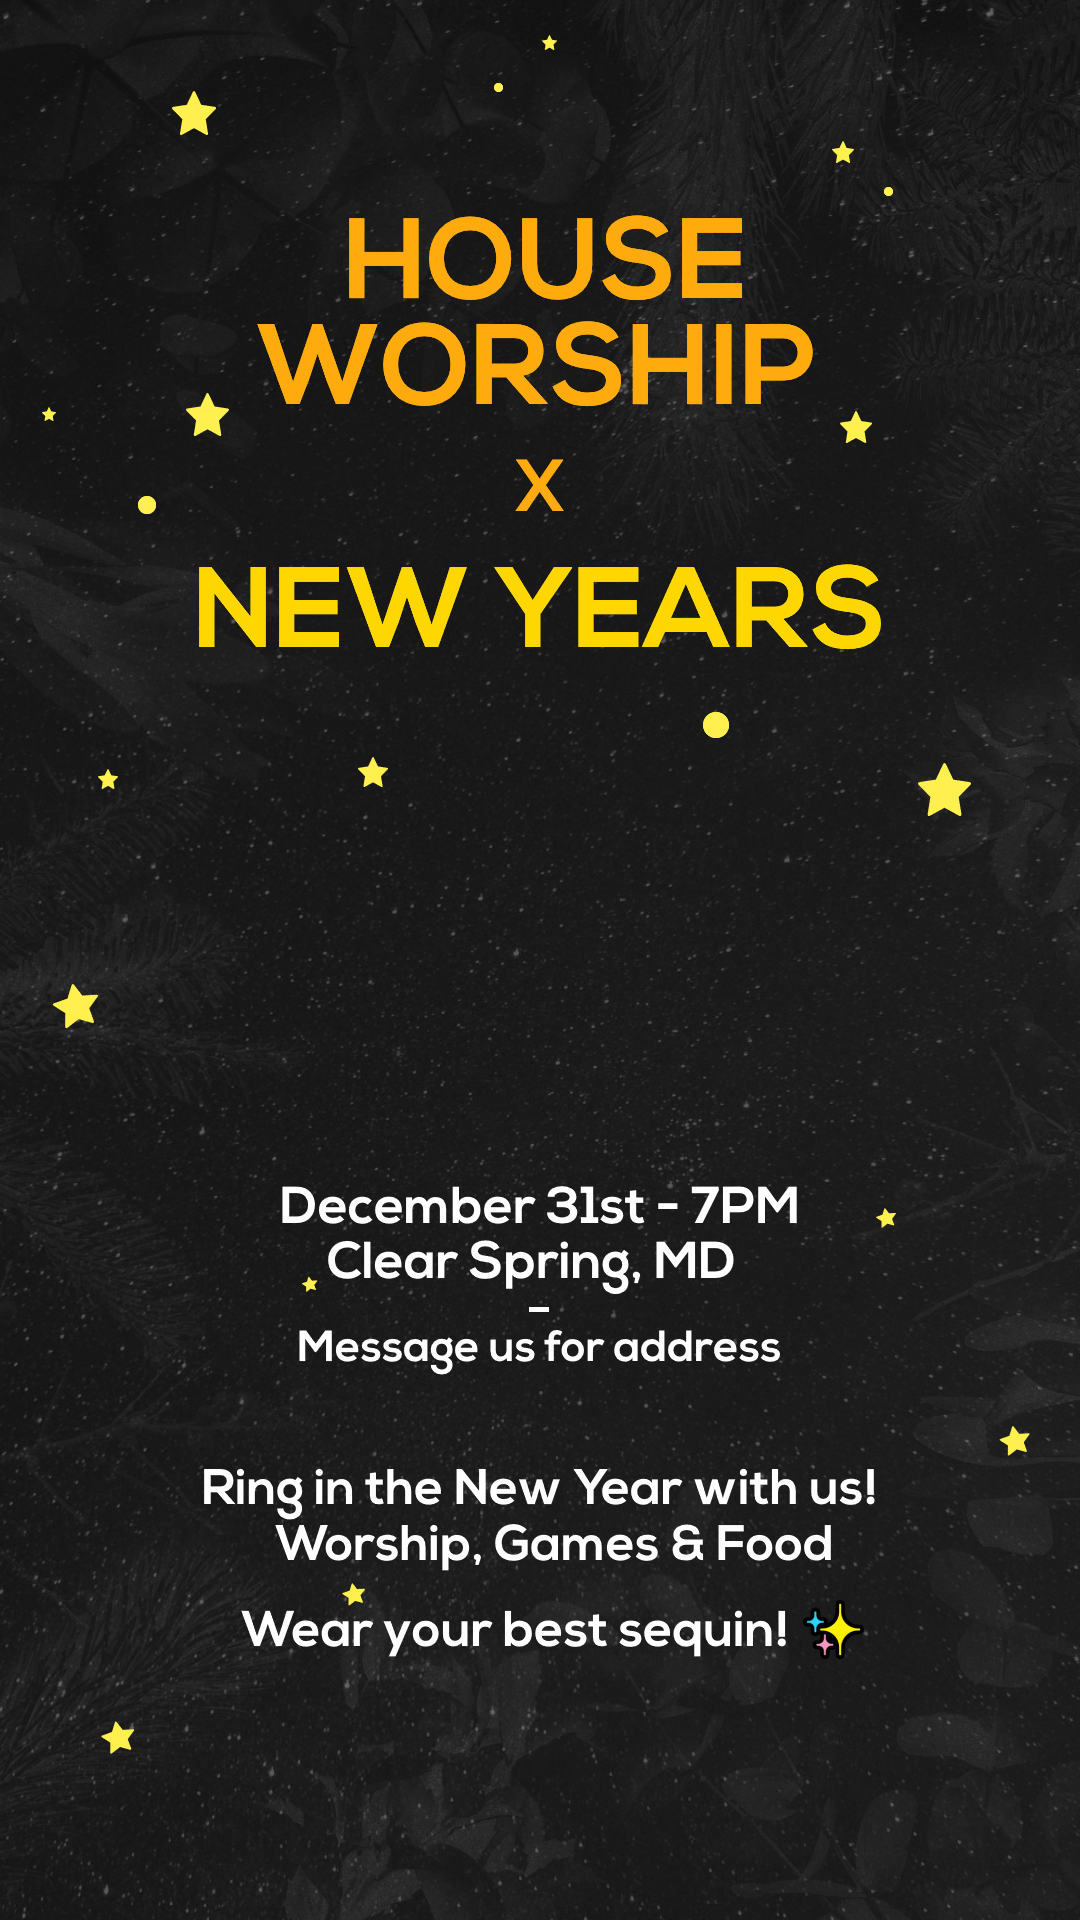 HOUSE
WORSHIP
X
NEW YEARS
December 31st - 7PM
Clear Spring, MD
-
Message us for address
Ring in the New Year with us!
Worship, Games & Food
Wear your best sequin! ✨